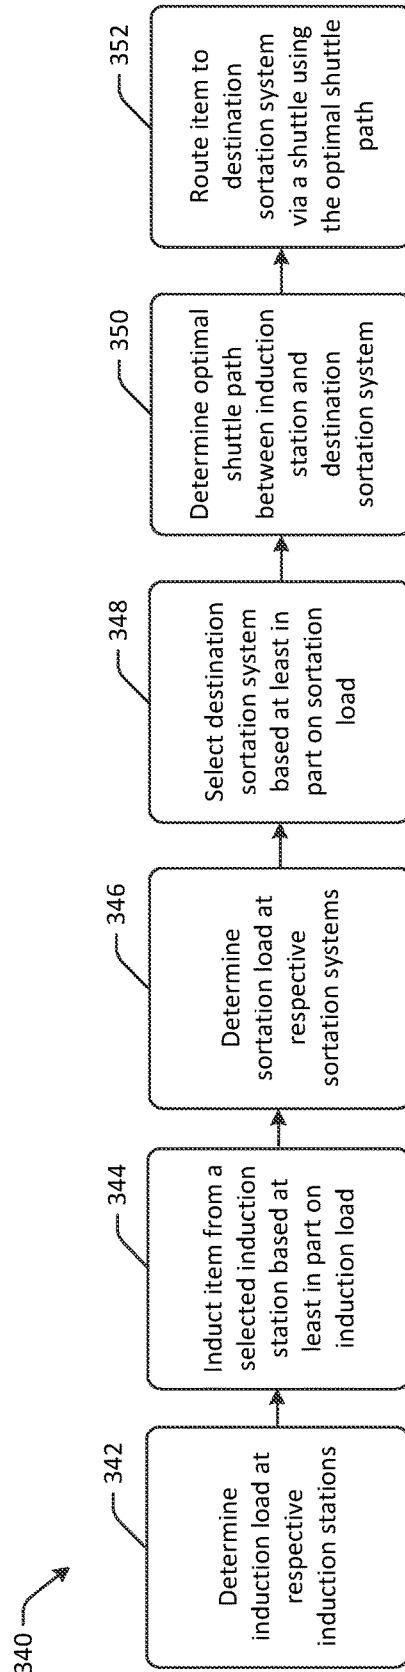 340
342
Determine
induction load at
respective
induction stations
344
Induct item from a
selected induction
station based at
least in part on
induction load
346
Determine
sortation load at
respective
sortation systems
348
Select destination
sortation system
based at least in
part on sortation
load
350
Determine optimal
shuttle path
between induction
station and
destination
sortation system
352
Route item to
destination
sortation system
via a shuttle using
the optimal shuttle
path